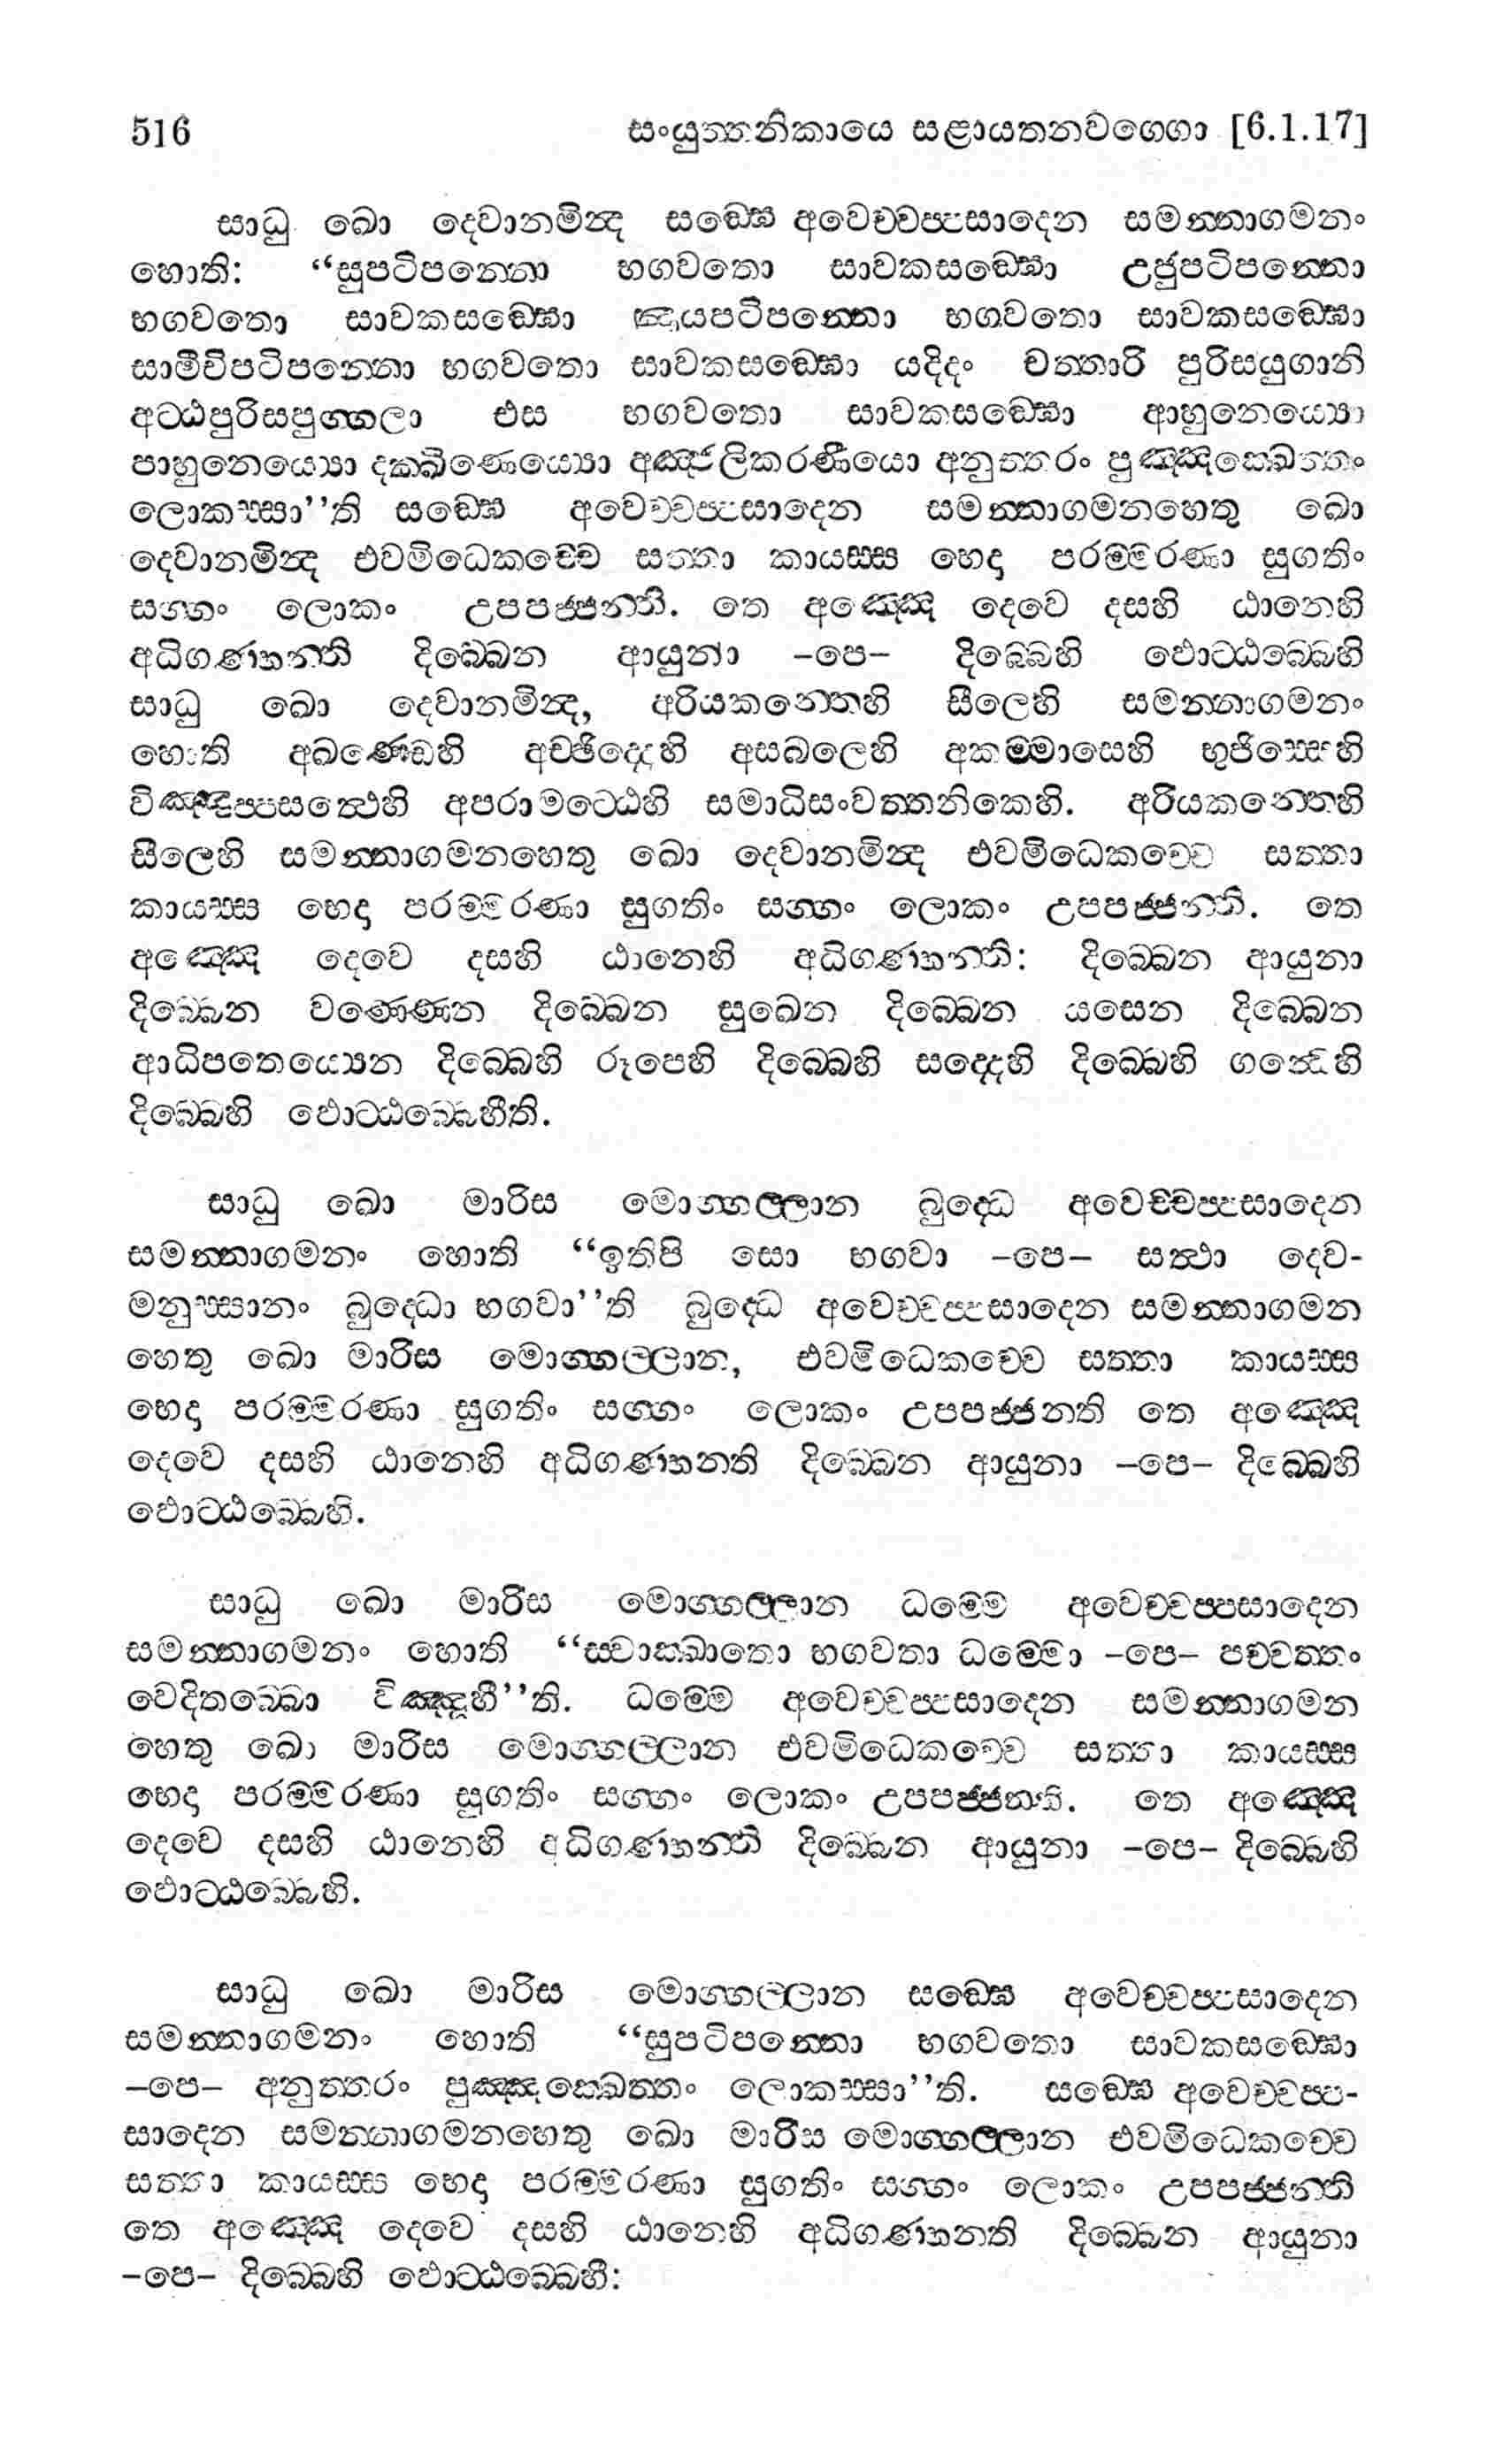 516 සංයුත්තනිකායෙ සළායතනවග්ගො [6.1.17]
සාධු ඛො දෙවානමින්ද සඞ්ඝෙ අවෙච්චප්පසාදෙන සමන්නාගමනං
හොති: “සුපටිපන්නො භගවතො සාවකසඞ්ඝො උජුපටිපන්නො
භගවතො සාවකසඞ්ඝො ඤායපටිපන්නො භගවතො සාවකසඞ්ඝො
සාමීචිපටිපන්නො භගවතො සාවකසඞ්ඝො යදිදං චත්තාරි පුරිසයුගානි
අට්ඨපුරිසපුග්ගලා එස භගවතො සාවකසඞ්ඝො ආහුනෙය්‍යො
පාහුනෙය්‍යො දක්ඛිණෙය්‍යො අඤ්ජලිකරණීයො අනුත්තරං පුඤ්ඤක්ඛෙත්තං
ලොකස්සා’’ති සඞ්ඝෙ අවෙච්චප්පසාදෙන සමන්නාගමනහෙතු ඛො
දෙවානමින්ද එවමිධෙකච්චෙ සත්තා කායස්ස භෙදා පරම්මරණා සුගතිං
සග්ගං ලොකං උපපජ්ජන්ති. තෙ අඤ්ඤෙ දෙවෙ දසහි ඨානෙහි
අධිගණ්හන්ති දිබ්බෙන ආයුනා –පෙ– දිබ්බෙහි ඵොට්ඨබ්බෙහි
සාධු ඛො දෙවානමින්ද, අරියකන්තෙහි සීලෙහි සමන්නාගමනං
හොති අඛණ්ඩෙහි අච්ඡිද්දෙහි අසබලෙහි අකම්මාසෙහි භුජිස්සෙහි
විඤ්ඤුප්පසත්ථෙහි අපරාමට්ඨෙහි සමාධිසංවත්තනිකෙහි. අරියකන්තෙහි
සීලෙහි සමන්නාගමනහෙතු ඛො දෙවානමින්ද එවමිධෙකච්චෙ සත්තා
කායස්ස භෙදා පරම්මරණා සුගතිං සග්ගං ලොකං උපපජ්ජන්ති. තෙ
අඤ්ඤෙ දෙවෙ දසහි ඨානෙහි අධිගණ්හන්ති: දිබ්බෙන ආයුනා
දිබ්බෙන වණ්ණෙන දිබ්බෙන සුඛෙන දිබ්බෙන යසෙන දිබ්බෙන
ආධිපතෙය්‍යෙන දිබ්බෙහි රූපෙහි දිබ්බෙහි සද්දෙහි දිබ්බෙහි ගන්ධෙහි
දිබ්බෙහි ඵොට්ඨබ්බෙහීති.
සාධු ඛො මාරිස මොග්ගල්ලාන බුද්ධෙ අවෙච්චප්පසාදෙන
සමන්නාගමනං හොති “ඉතිපි සො භගවා –පෙ– සත්ථා දෙව-
මනුස්සානං බුද්ධො භගවා’’ති බුද්ධෙ අවෙච්චප්පසාදෙන සමන්නාගමන
හෙතු ඛො මාරිස මොග්ගල්ලාන, එවමිධෙකච්චෙ සත්තා කායස්ස
භෙදා පරම්මරණා සුගතිං සග්ගං ලොකං උපපජ්ජන්ති තෙ අඤ්ඤෙ
දෙවෙ දසහි ඨානෙහි අධිගණ්හන්ති දිබ්බෙන ආයුනා –පෙ– දිබ්බෙහි
ඵොට්ඨබ්බෙහි.
සාධු ඛො මාරිස මොග්ගල්ලාන ධම්මෙ අවෙච්චප්පසාදෙන
සමන්නාගමනං හොති “ස්වාක්ඛාතො භගවතා ධම්මො –පෙ– පච්චත්තං
වෙදිතබ්බො විඤ්ඤූහී’’ති. ධම්මෙ අවෙච්චප්පසාදෙන සමන්නාගමන
හෙතු ඛො මාරිස මොග්ගල්ලාන එවමිධෙකච්චෙ සත්තා කායස්ස
භෙදා පරම්මරණා සුගතිං සග්ගං ලොකං උපපජ්ජන්ති. තෙ අඤ්ඤෙ
දෙවෙ දසහි ඨානෙහි අධිගණ්හන්ති දිබ්බෙන ආයුනා –පෙ– දිබ්බෙහි
ඵොට්ඨබ්බෙහි.
සාධු ඛො මාරිස මොග්ගල්ලාන සඞ්ඝෙ අවෙච්චප්පසාදෙන
සමන්නාගමනං හොති “සුපටිපන්නො භගවතො සාවකසඞ්ඝො
–පෙ– අනුත්තරං පුඤ්ඤක්ඛෙත්තං ලොකස්සා’’ති. සඞ්ඝෙ අවෙච්චප්ප-
සාදෙන සමන්නාගමනහෙතු ඛො මාරිස මොග්ගල්ලාන එවමිධෙකච්චෙ
සත්තා කායස්ස භෙදා පරම්මරණා සුගතිං සග්ගං ලොකං උපපජ්ජන්ති
තෙ අඤ්ඤෙ දෙවෙ දසහි ඨානෙහි අධිගණ්හන්ති දිබ්බෙන ආයුනා
–පෙ– දිබ්බෙහි ඵොට්ඨබ්බෙහී: